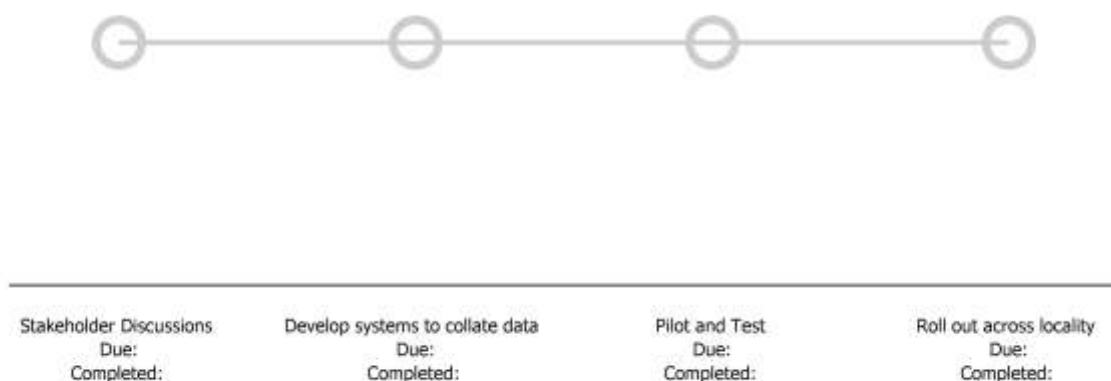 Stakeholder Discussions
Due:
Completed:
Develop systems to collate data
Due:
Completed:
Pilot and Test
Due:
Completed:
Roll out across locality
Due:
Completed: